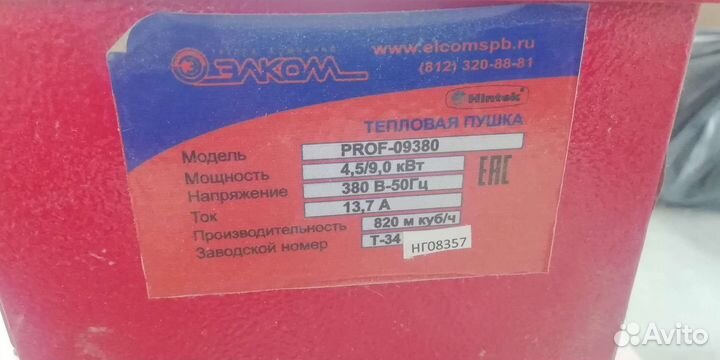 ЭЛКОМ
www.elcomspb.ru
(812) 320-88-81
Hintek
ТЕПЛОВАЯ ПУШКА
Модель PROF-09380
Мощность 4,5/9,0 кВт
Напряжение 380 В-50Гц
Ток 13,7 А
Производительность 820 м куб/ч
Заводской номер Т-34
НГ08357
EAC
Avito